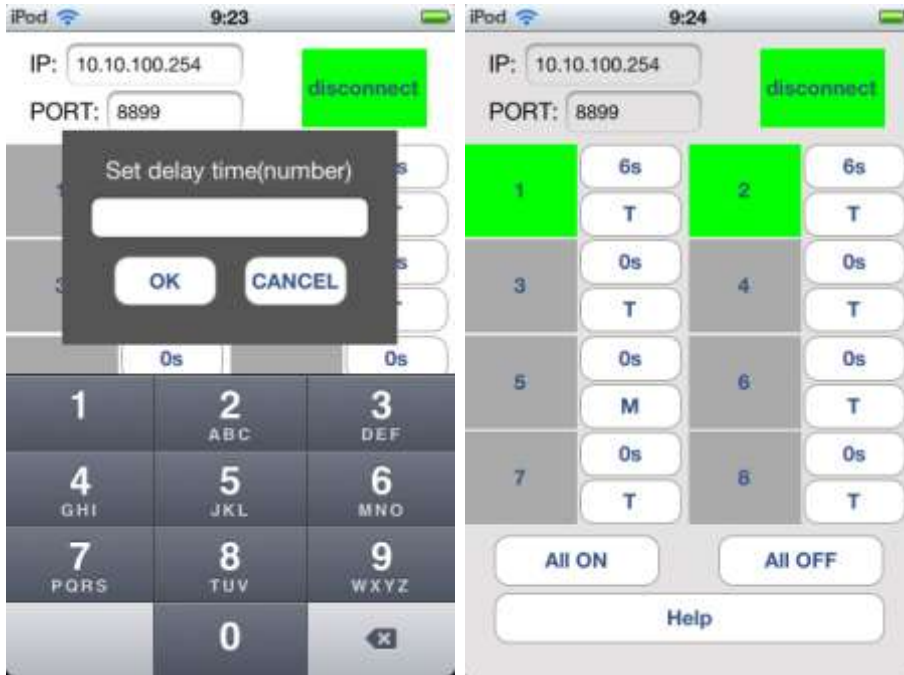 iPod 9:23
IP: 10.10.100.254
disconnect
PORT: 8899
Set delay time(number)
OK CANCEL
0s 0s
1 2 3
ABC DEF
4 5 6
GHI JKL MNO
7 8 9
PQRS TUV WXYZ
0
iPod 9:24
IP: 10.10.100.254
disconnect
PORT: 8899
1 6s 2 6s
T T
3 0s 4 0s
T T
5 0s 6 0s
M T
7 0s 8 0s
T T
All ON All OFF
Help